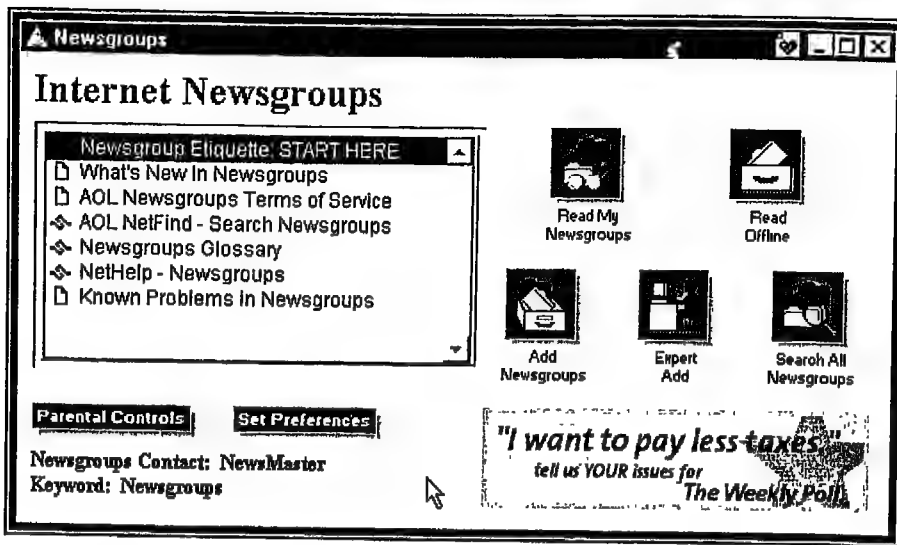 Newsgroups
Internet Newsgroups
Newsgroup Etiquette: START HERE
What's New In Newsgroups
AOL Newsgroups Terms of Service
AOL NetFind - Search Newsgroups
Newsgroups Glossary
NetHelp - Newsgroups
Known Problems In Newsgroups
Read My
Newsgroups
Read
Offline
Add
Newsgroups
Expert
Add
Search All
Newsgroups
Parental Controls
Set Preferences
Newsgroups Contact: NewsMaster
Keyword: Newsgroups
"I want to pay less taxes,"
tell us YOUR issues for
The Weekly Poll